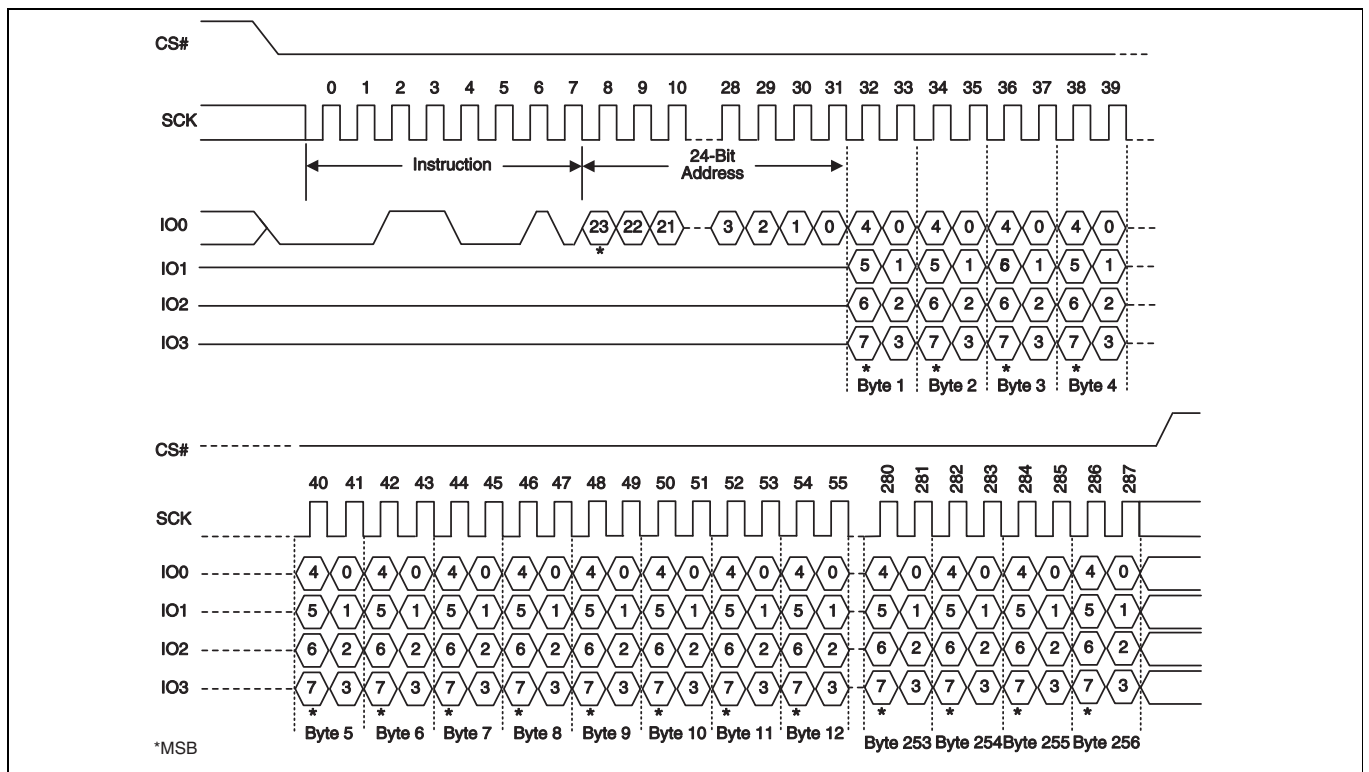 CS#
0 1 2 3 4 5 6 7 8 9 10 28 29 30 31 32 33 34 35 36 37 38 39
SCK
Instruction
24-Bit
Address
IO0 23 22 21 3 2 1 0 4 0 4 0 4 0 4 0
*
IO1 5 1 5 1 6 1 5 1
IO2 6 2 6 2 6 2 6 2
IO3 7 3 7 3 7 3 7 3
* * * *
Byte 1 Byte 2 Byte 3 Byte 4
CS#
40 41 42 43 44 45 46 47 48 49 50 51 52 53 54 55 280 281 282 283 284 285 286 287
SCK
IO0 4 0 4 0 4 0 4 0 4 0 4 0 4 0 4 0 4 0 4 0 4 0 4 0
IO1 5 1 5 1 5 1 5 1 5 1 5 1 5 1 5 1 5 1 5 1 5 1 5 1
IO2 6 2 6 2 6 2 6 2 6 2 6 2 6 2 6 2 6 2 6 2 6 2 6 2
IO3 7 3 7 3 7 3 7 3 7 3 7 3 7 3 7 3 7 3 7 3 7 3 7 3
* * * * * * * * * * * *
Byte 5 Byte 6 Byte 7 Byte 8 Byte 9 Byte 10 Byte 11 Byte 12 Byte 253 Byte 254 Byte 255 Byte 256
*MSB